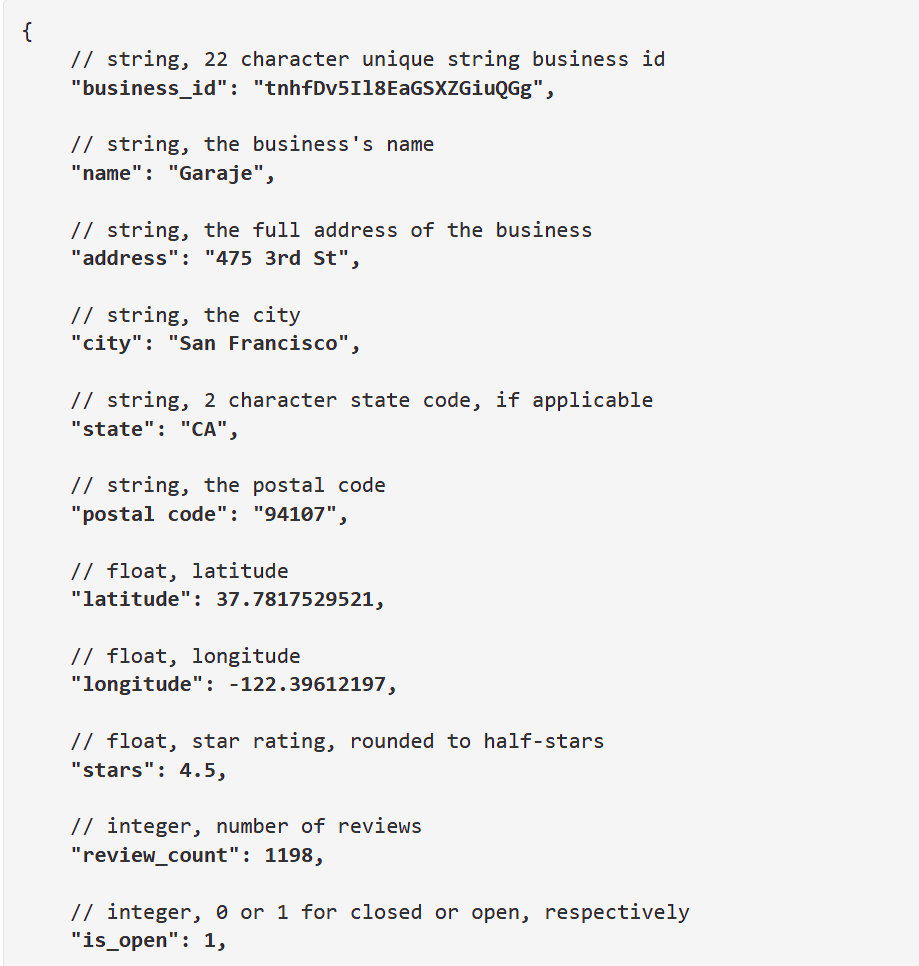 {
// string, 22 character unique string business id
"business_id": "tnhfDv5Il8EaGSXZGiuQGg",
// string, the business's name
"name": "Garaje",
// string, the full address of the business
"address": "475 3rd St",
// string, the city
"city": "San Francisco",
// string, 2 character state code, if applicable
"state": "CA",
// string, the postal code
"postal code": "94107",
// float, latitude
"latitude": 37.7817529521,
// float, longitude
"longitude": -122.39612197,
// float, star rating, rounded to half-stars
"stars": 4.5,
// integer, number of reviews
"review_count": 1198,
// integer, 0 or 1 for closed or open, respectively
"is_open": 1,